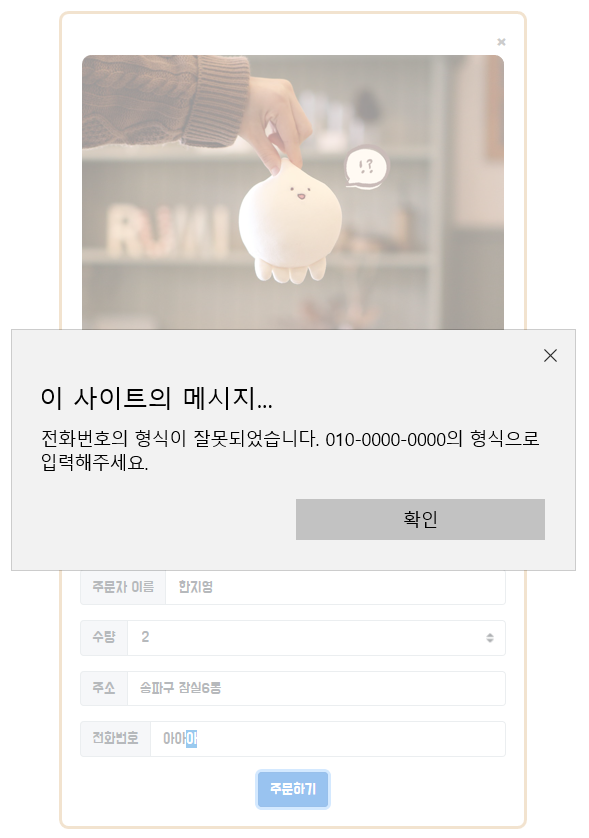 ×
!?
RUWI
이 사이트의 메시지...
전화번호의 형식이 잘못되었습니다. 010-0000-0000의 형식으로
입력해주세요.
확인
주문자 이름 한지영
수량 2
주소 송파구 잠실6동
전화번호 아아아
주문하기